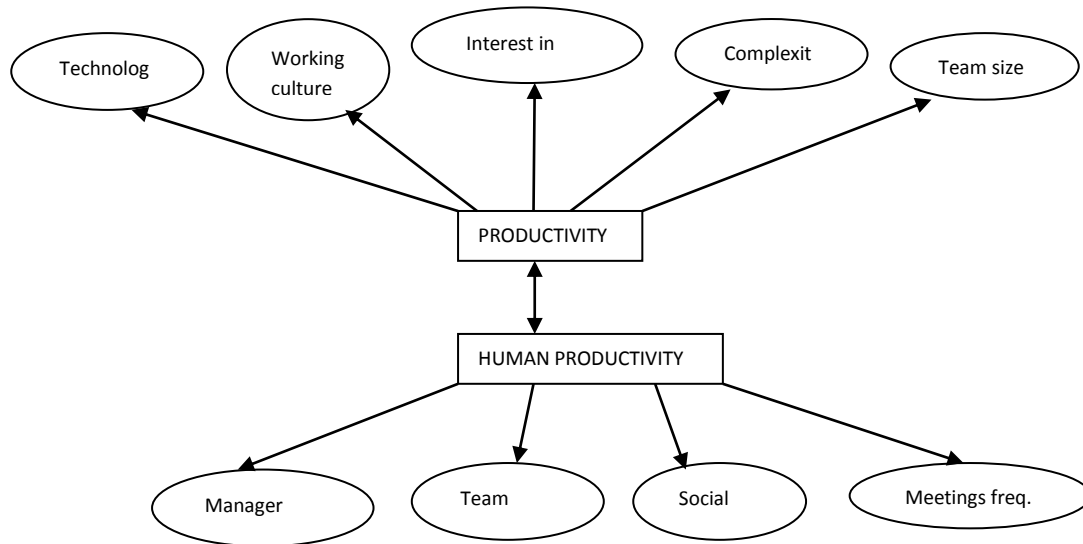 Technolog
Working
culture
Interest in
Complexit
Team size
PRODUCTIVITY
HUMAN PRODUCTIVITY
Manager
Team
Social
Meetings freq.